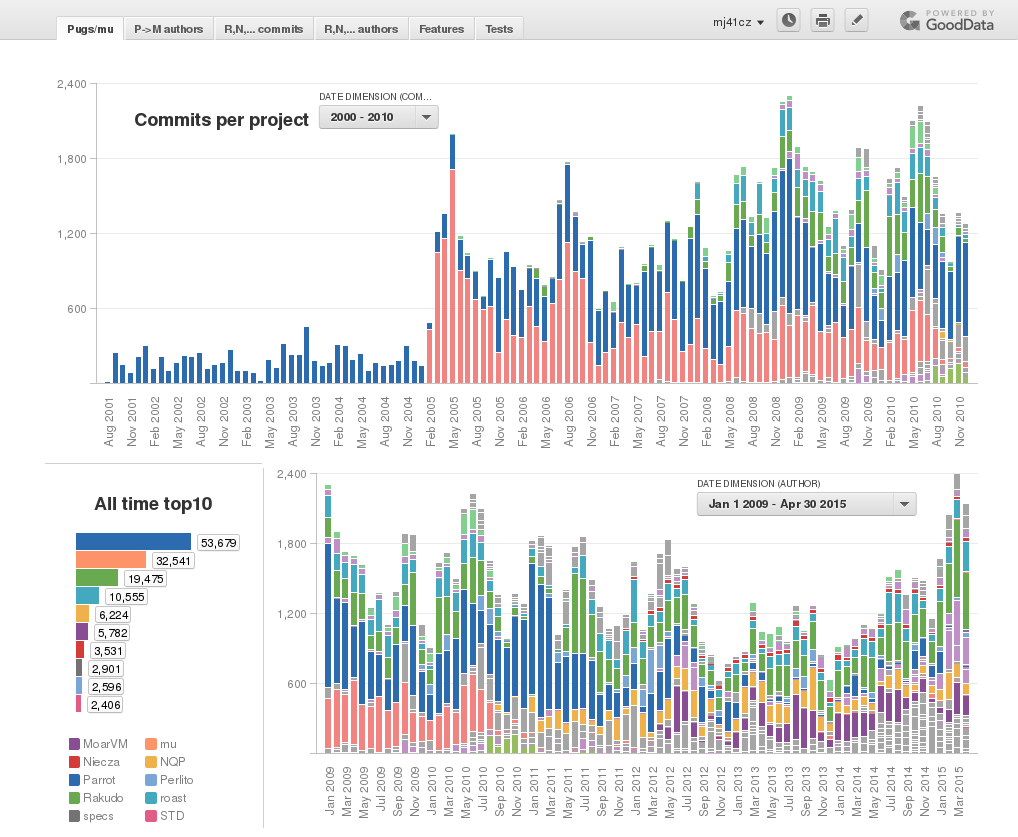 Pugs/mu P->M authors R,N,... commits R,N,... authors Features Tests
mj41cz
POWERED BY
GoodData
Commits per project
DATE DIMENSION (COM...
2000 - 2010
2,400
1,800
1,200
600
Aug 2001 Nov 2001 Feb 2002 May 2002 Aug 2002 Nov 2002 Feb 2003 May 2003 Aug 2003 Nov 2003 Feb 2004 May 2004 Aug 2004 Nov 2004 Feb 2005 May 2005 Aug 2005 Nov 2005 Feb 2006 May 2006 Aug 2006 Nov 2006 Feb 2007 May 2007 Aug 2007 Nov 2007 Feb 2008 May 2008 Aug 2008 Nov 2008 Feb 2009 May 2009 Aug 2009 Nov 2009 Feb 2010 May 2010 Aug 2010 Nov 2010
All time top10
53,679
32,541
19,475
10,555
6,224
5,782
3,531
2,901
2,596
2,406
MoarVM mu
Niecza NQP
Parrot Perlito
Rakudo roast
specs STD
DATE DIMENSION (AUTHOR)
Jan 1 2009 - Apr 30 2015
2,400
1,800
1,200
600
Jan 2009 Mar 2009 May 2009 Jul 2009 Sep 2009 Nov 2009 Jan 2010 Mar 2010 May 2010 Jul 2010 Sep 2010 Nov 2010 Jan 2011 Mar 2011 May 2011 Jul 2011 Sep 2011 Nov 2011 Jan 2012 Mar 2012 May 2012 Jul 2012 Sep 2012 Nov 2012 Jan 2013 Mar 2013 May 2013 Jul 2013 Sep 2013 Nov 2013 Jan 2014 Mar 2014 May 2014 Jul 2014 Sep 2014 Nov 2014 Jan 2015 Mar 2015